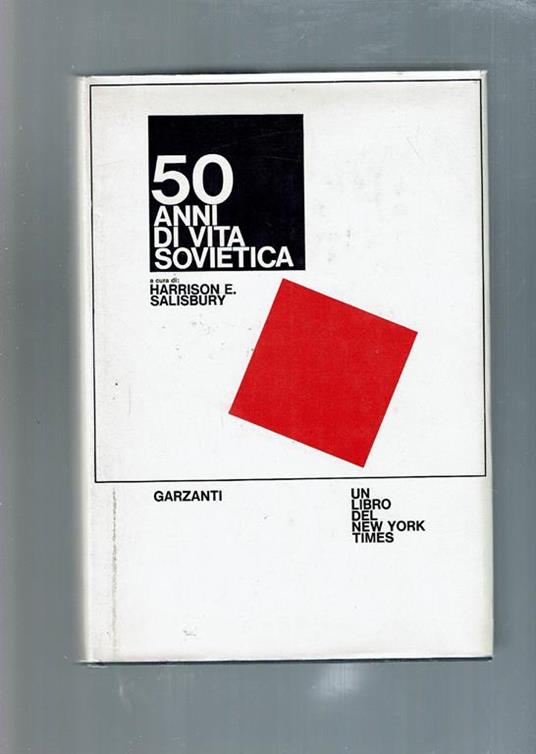 50
ANNI
DI VITA
SOVIETICA
a cura di:
HARRISON E.
SALISBURY
GARZANTI
UN
LIBRO
DEL
NEW YORK
TIMES